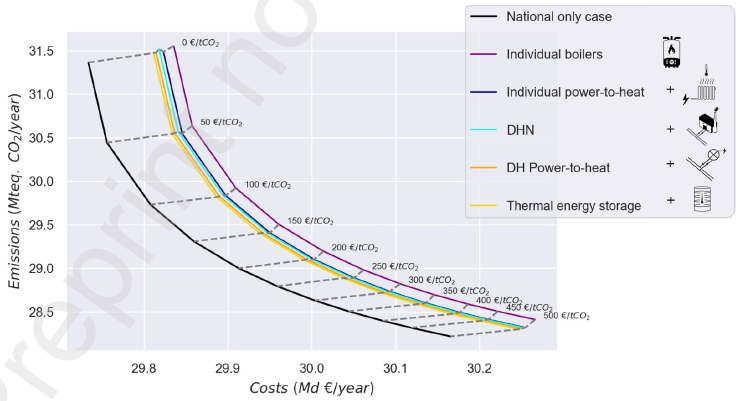 National only case
Individual boilers
Individual power-to-heat +
DHN +
DH Power-to-heat +
Thermal energy storage +
Emissions (Mteq. CO₂/year)
31.5
31.0
30.5
30.0
29.5
29.0
28.5
0 €/tCO₂
50 €/tCO₂
100 €/tCO₂
150 €/tCO₂
200 €/tCO₂
250 €/tCO₂
300 €/tCO₂
350 €/tCO₂
400 €/tCO₂
450 €/tCO₂
500 €/tCO₂
29.8 29.9 30.0 30.1 30.2
Costs (Md €/year)
Preprint no